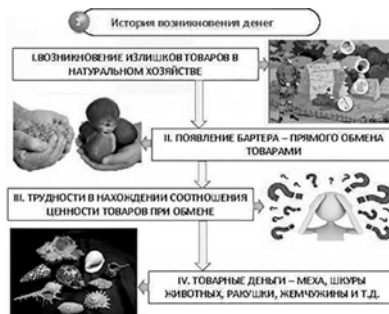 История возникновения денег
I.ВОЗНИКНОВЕНИЕ ИЗЛИШКОВ ТОВАРОВ В
НАТУРАЛЬНОМ ХОЗЯЙСТВЕ
II. ПОЯВЛЕНИЕ БАРТЕРА – ПРЯМОГО ОБМЕНА
ТОВАРАМИ
III. ТРУДНОСТИ В НАХОЖДЕНИИ СООТНОШЕНИЯ
ЦЕННОСТИ ТОВАРОВ ПРИ ОБМЕНЕ
IV. ТОВАРНЫЕ ДЕНЬГИ – МЕХА, ШКУРЫ
ЖИВОТНЫХ, РАКУШКИ, ЖЕМЧУЖИНЫ И Т.Д.